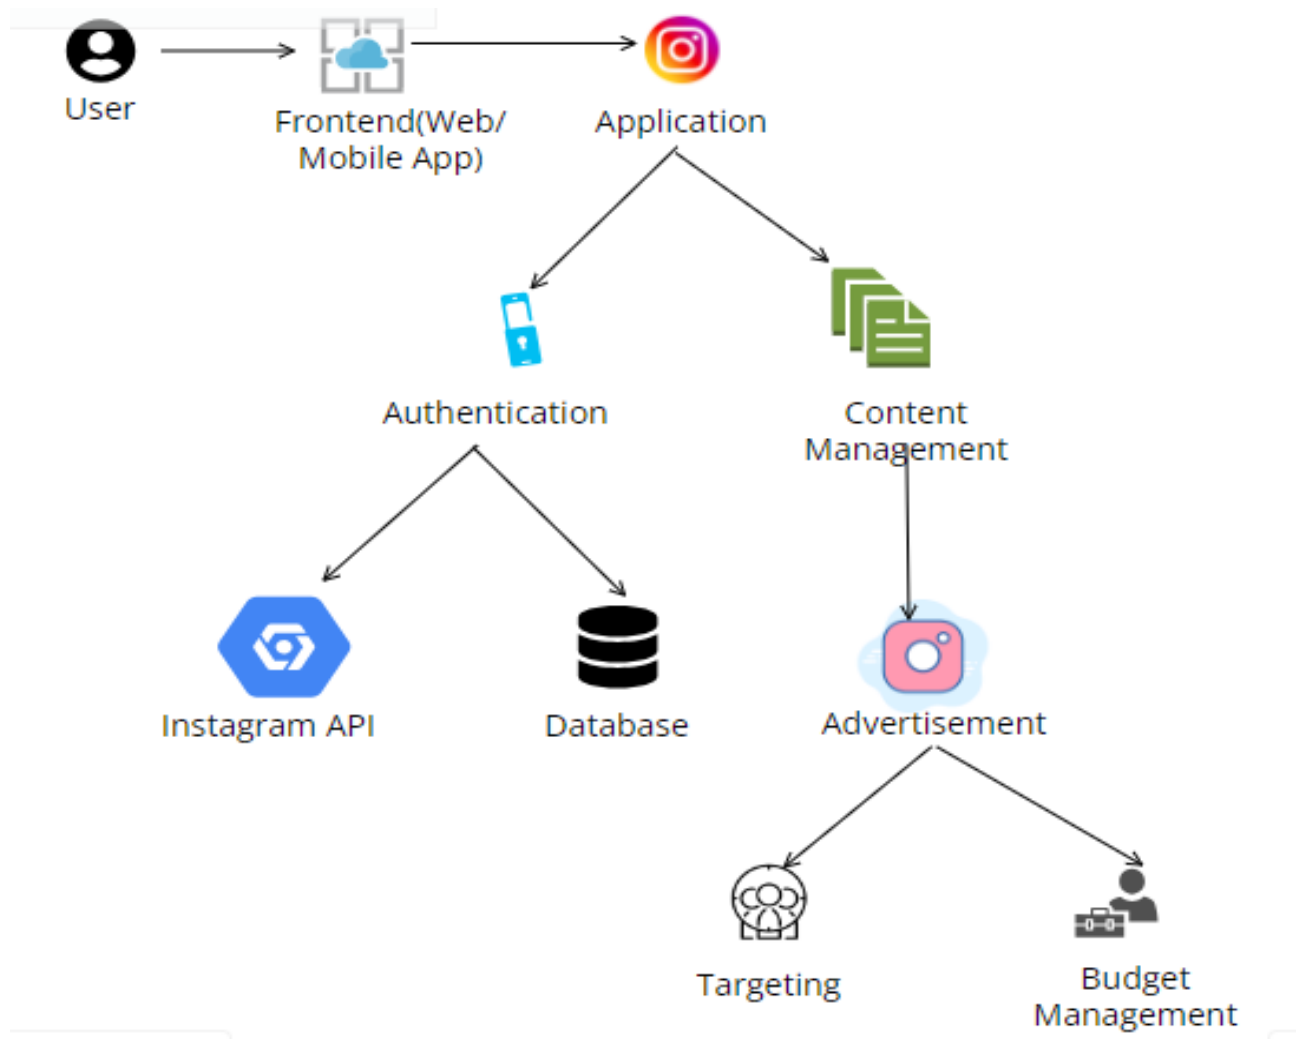 User
Frontend(Web/
Mobile App)
Application
Authentication
Content
Management
Instagram API
Database
Advertisement
Targeting
Budget
Management